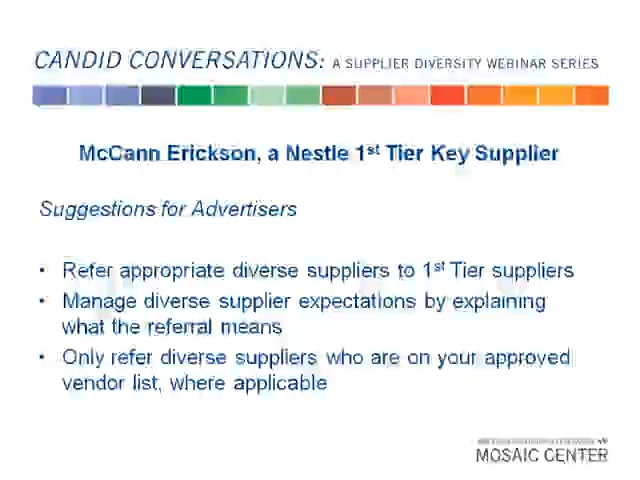 CANDID CONVERSATIONS: A SUPPLIER DIVERSITY WEBINAR SERIES
McCann Erickson, a Nestle 1st Tier Key Supplier
Suggestions for Advertisers
• Refer appropriate diverse suppliers to 1st Tier suppliers
• Manage diverse supplier expectations by explaining
what the referral means
• Only refer diverse suppliers who are on your approved
vendor list, where applicable
MOSAIC CENTER